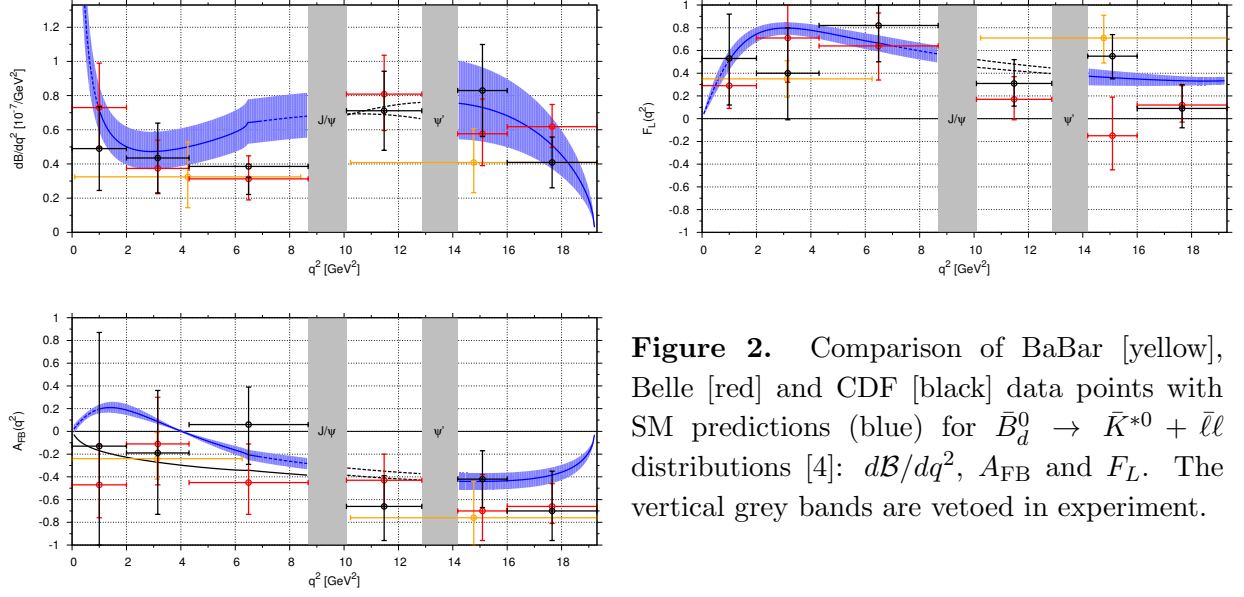 dB/dq² [10⁻⁷/GeV²]
1.2
1
0.8
0.6
0.4
0.2
0
J/ψ
ψ'
0 2 4 6 8 10 12 14 16 18
q² [GeV²]
F_L(q²)
1
0.8
0.6
0.4
0.2
0
-0.2
-0.4
-0.6
-0.8
-1
J/ψ
ψ'
0 2 4 6 8 10 12 14 16 18
q² [GeV²]
A_FB(q²)
1
0.8
0.6
0.4
0.2
0
-0.2
-0.4
-0.6
-0.8
-1
J/ψ
ψ'
0 2 4 6 8 10 12 14 16 18
q² [GeV²]
Figure 2. Comparison of BaBar [yellow],
Belle [red] and CDF [black] data points with
SM predictions (blue) for B̄⁰_d → K̄*⁰ + ℓ̄ℓ
distributions [4]: dℬ/dq², A_FB and F_L. The
vertical grey bands are vetoed in experiment.